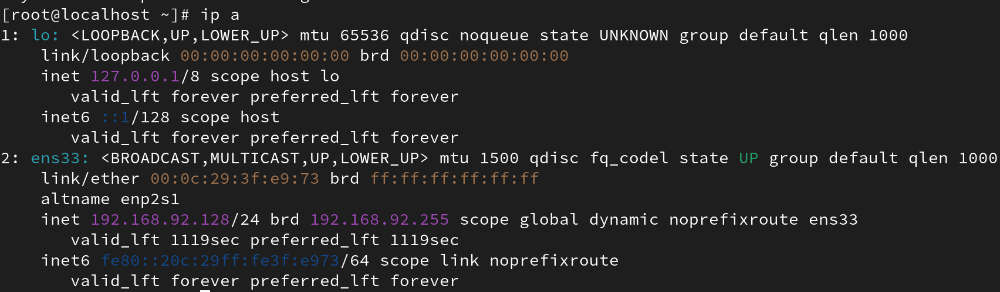 [root@localhost ~]# ip a
1: lo: <LOOPBACK,UP,LOWER_UP> mtu 65536 qdisc noqueue state UNKNOWN group default qlen 1000
    link/loopback 00:00:00:00:00:00 brd 00:00:00:00:00:00
    inet 127.0.0.1/8 scope host lo
       valid_lft forever preferred_lft forever
    inet6 ::1/128 scope host
       valid_lft forever preferred_lft forever
2: ens33: <BROADCAST,MULTICAST,UP,LOWER_UP> mtu 1500 qdisc fq_codel state UP group default qlen 1000
    link/ether 00:0c:29:3f:e9:73 brd ff:ff:ff:ff:ff:ff
    altname enp2s1
    inet 192.168.92.128/24 brd 192.168.92.255 scope global dynamic noprefixroute ens33
       valid_lft 1119sec preferred_lft 1119sec
    inet6 fe80::20c:29ff:fe3f:e973/64 scope link noprefixroute
       valid_lft forever preferred_lft forever